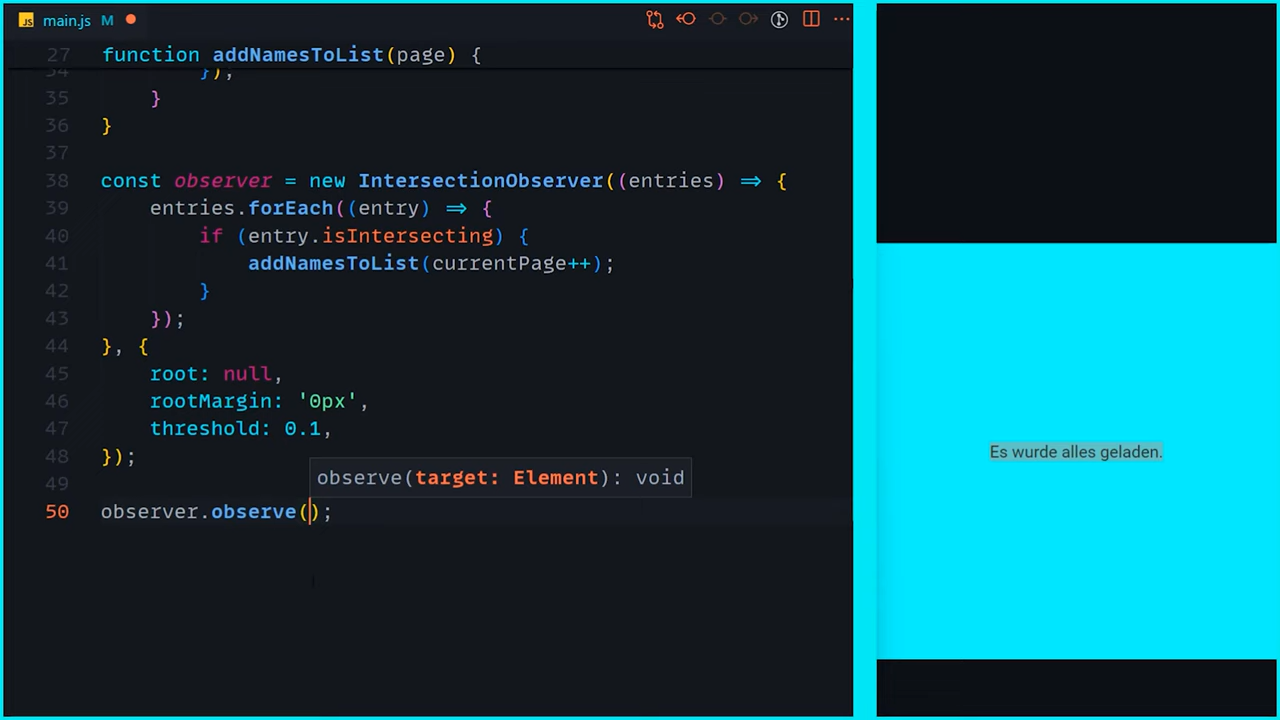 JS main.js M
27 function addNamesToList(page) {
34 });
35 }
36 }
37
38 const observer = new IntersectionObserver((entries) ⇒ {
39 entries.forEach((entry) ⇒ {
40 if (entry.isIntersecting) {
41 addNamesToList(currentPage++);
42 }
43 });
44 }, {
45 root: null,
46 rootMargin: '0px',
47 threshold: 0.1,
48 });
observe(target: Element): void
49
50 observer.observe();
Es wurde alles geladen.